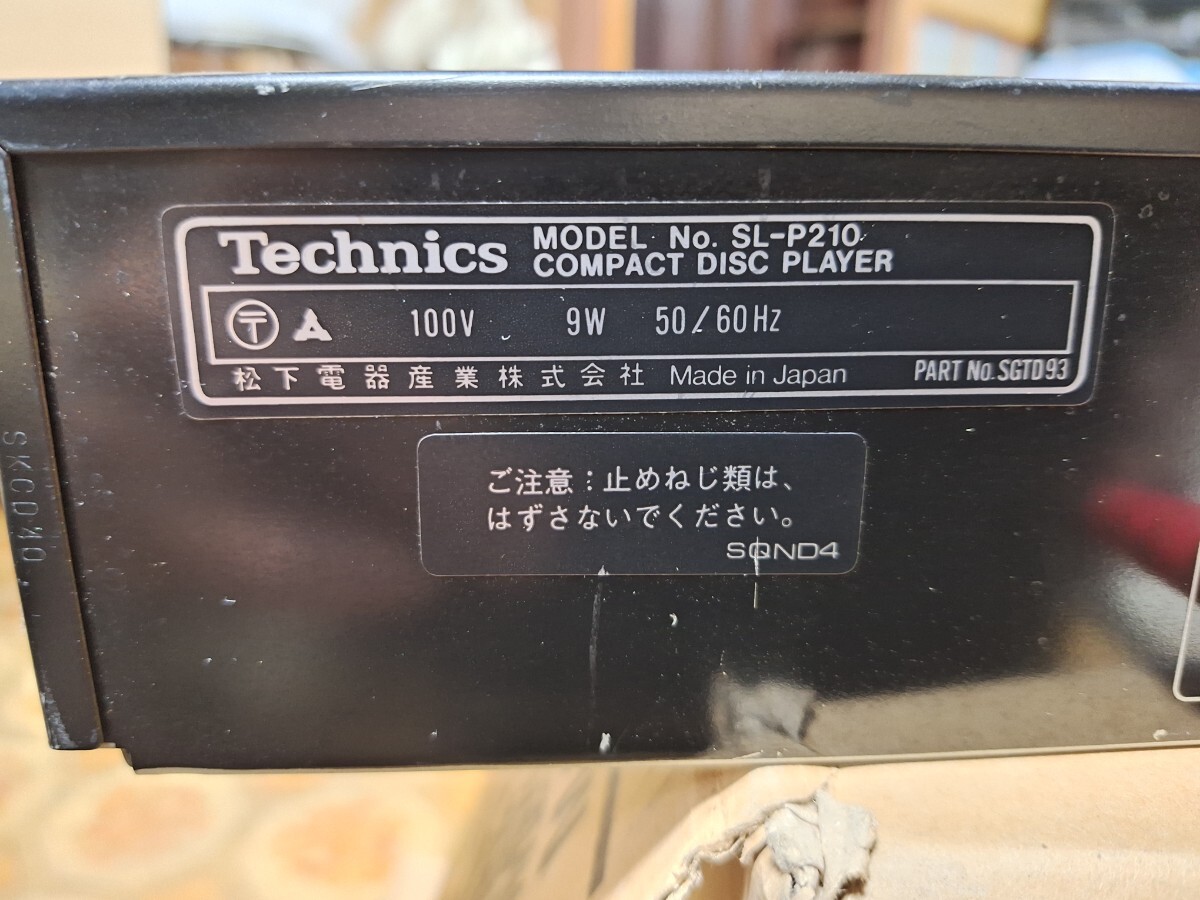 Technics
MODEL No. SL-P210
COMPACT DISC PLAYER
〒 100V 9W 50/60Hz
松下電器産業株式会社 Made in Japan PART No. SGTD93
ご注意:止めねじ類は、
はずさないでください。
SQND4
SKCD210